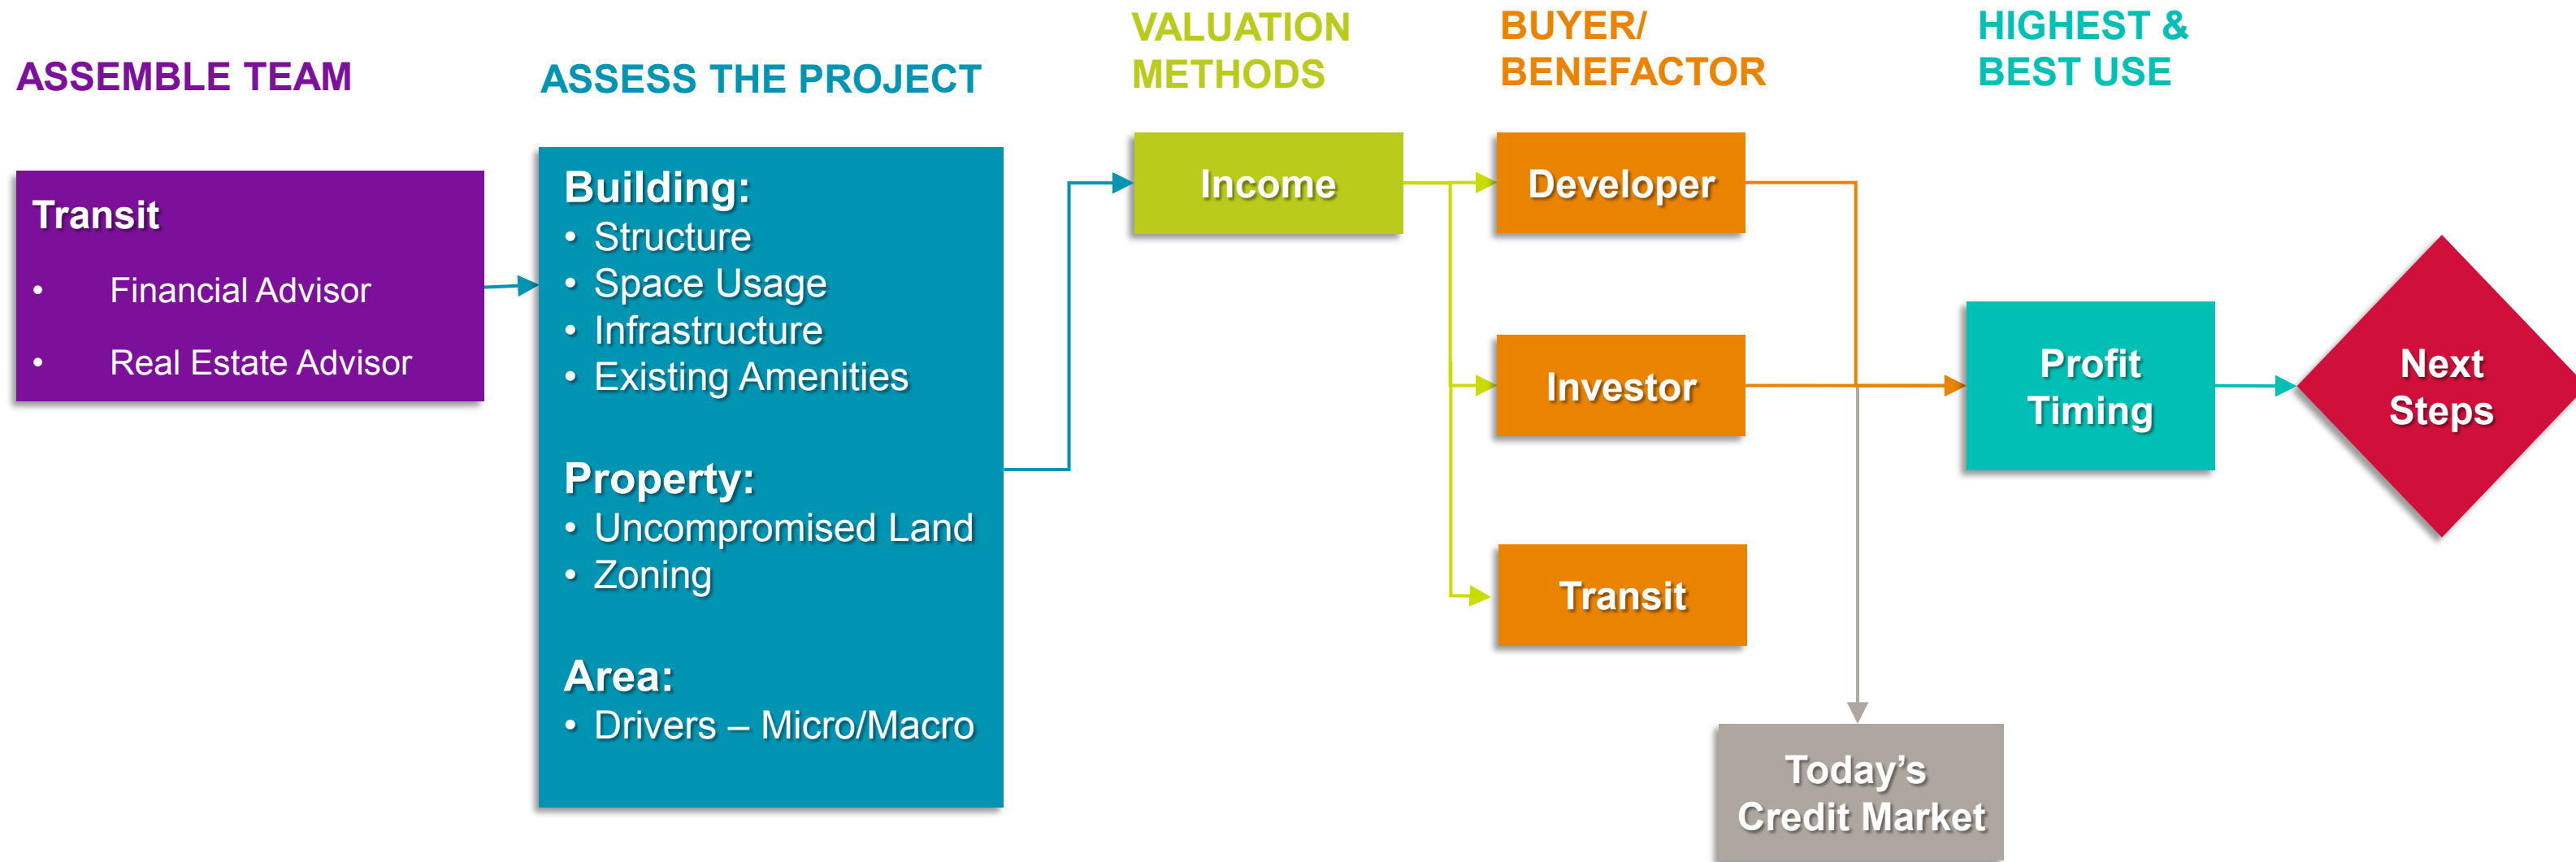 ASSEMBLE TEAM
Transit
• Financial Advisor
• Real Estate Advisor
ASSESS THE PROJECT
Building:
• Structure
• Space Usage
• Infrastructure
• Existing Amenities
Property:
• Uncompromised Land
• Zoning
Area:
• Drivers – Micro/Macro
VALUATION
METHODS
Income
BUYER/
BENEFACTOR
Developer
Investor
Transit
Today’s
Credit Market
HIGHEST &
BEST USE
Profit
Timing
Next
Steps